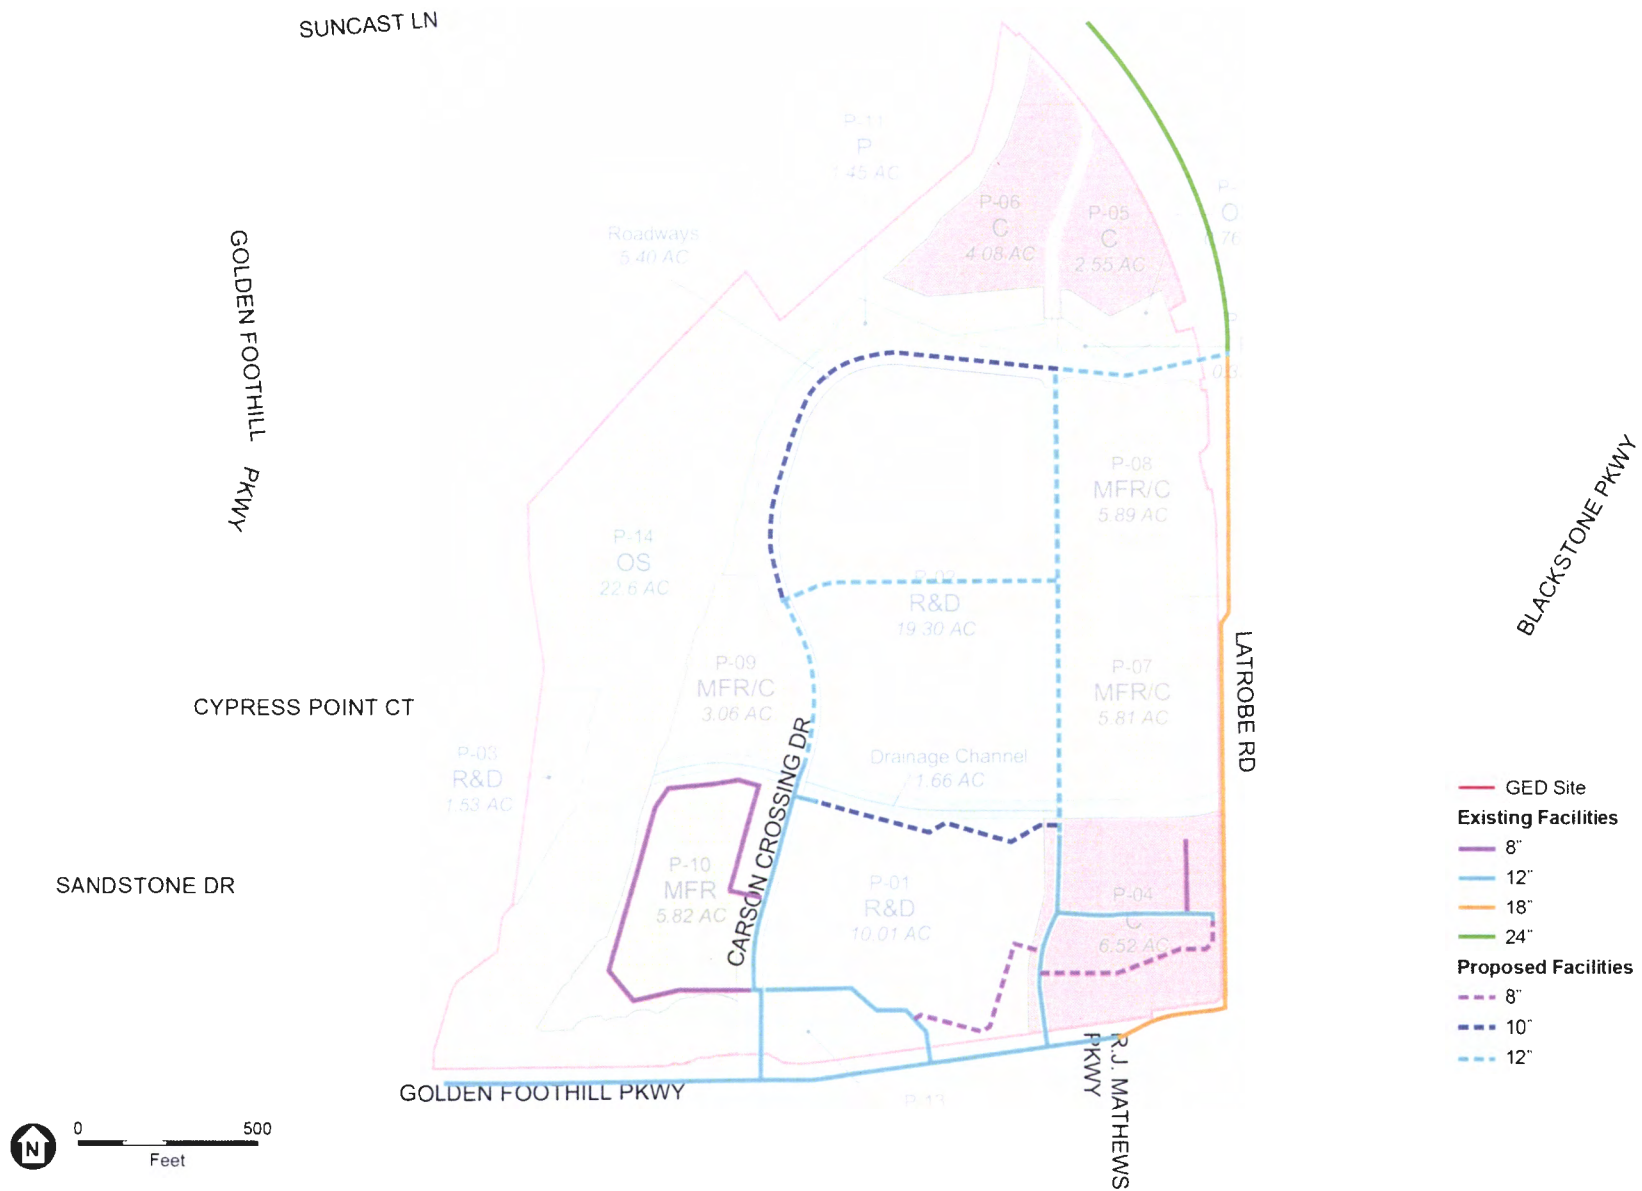 SUNCAST LN
P-11
P
1.45 AC
P-06
C
4.08 AC
P-05
C
2.55 AC
Roadways
5.40 AC
GOLDEN FOOTHILL PKWY
P-08
MFR/C
5.89 AC
BLACKSTONE PKWY
P-14
OS
22.6 AC
R&D
19.30 AC
P-09
MFR/C
3.06 AC
P-07
MFR/C
5.81 AC
LATROBE RD
CYPRESS POINT CT
P-03
R&D
1.53 AC
Drainage Channel
1.66 AC
CARSON CROSSING DR
P-10
MFR
5.82 AC
P-01
R&D
10.01 AC
P-04
C
6.52 AC
SANDSTONE DR
GOLDEN FOOTHILL PKWY
P-13
R.J. MATHEWS
PKWY
GED Site
Existing Facilities
8"
12"
18"
24"
Proposed Facilities
8"
10"
12"
N
0 500
Feet